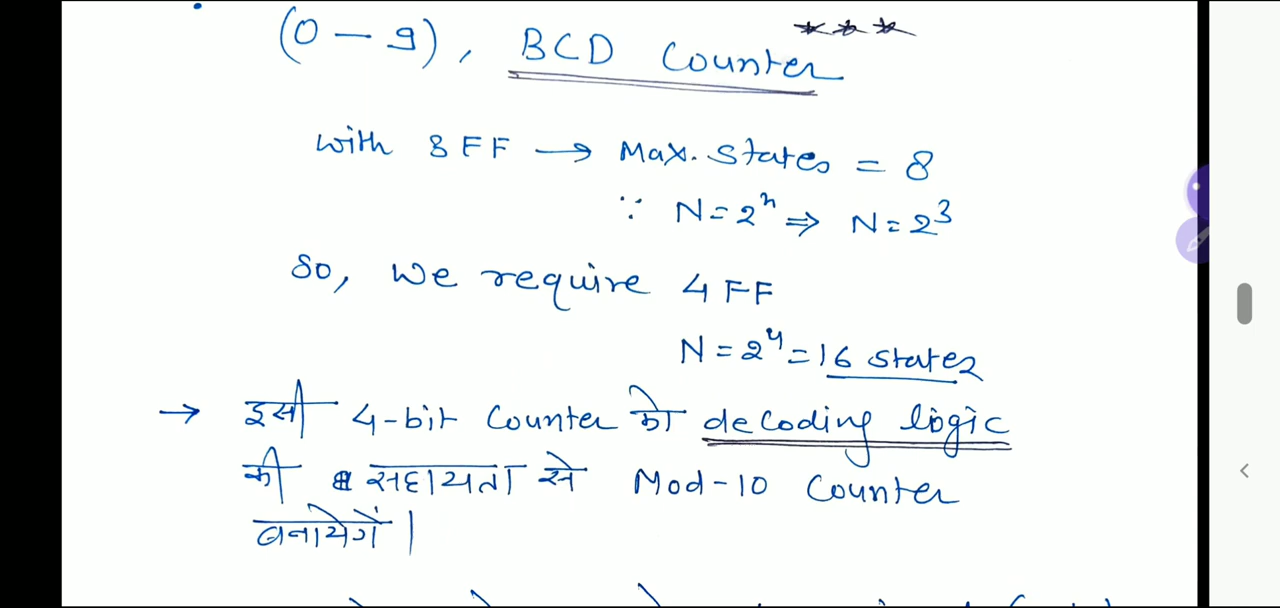 (0 – 9), BCD Counter ***
with 3 FF → Max. States = 8
∵ N = 2ⁿ ⇒ N = 2³
So, we require 4 FF
N = 2⁴ = 16 states
→ इसी 4-bit Counter को decoding logic
की सहायता से Mod-10 Counter
बनायेगें।